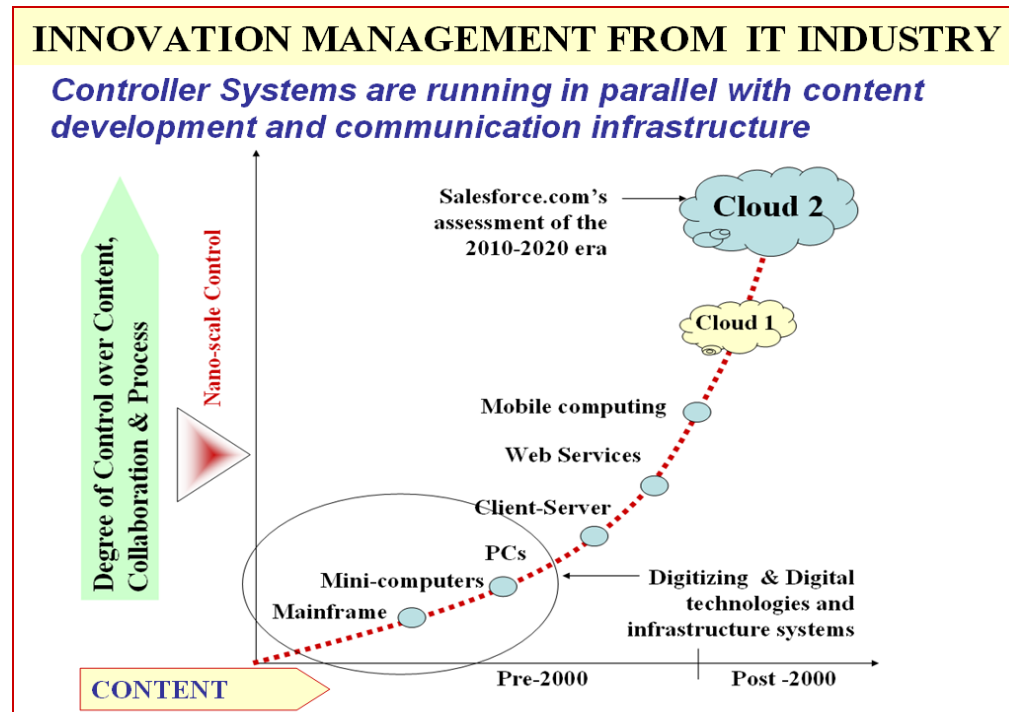 INNOVATION MANAGEMENT FROM IT INDUSTRY
Controller Systems are running in parallel with content
development and communication infrastructure
Degree of Control over Content,
Collaboration & Process
Nano-scale Control
Salesforce.com's
assessment of the
2010-2020 era
Cloud 2
Cloud 1
Mobile computing
Web Services
Client-Server
PCs
Mini-computers
Mainframe
Digitizing & Digital
technologies and
infrastructure systems
Pre-2000
Post -2000
CONTENT